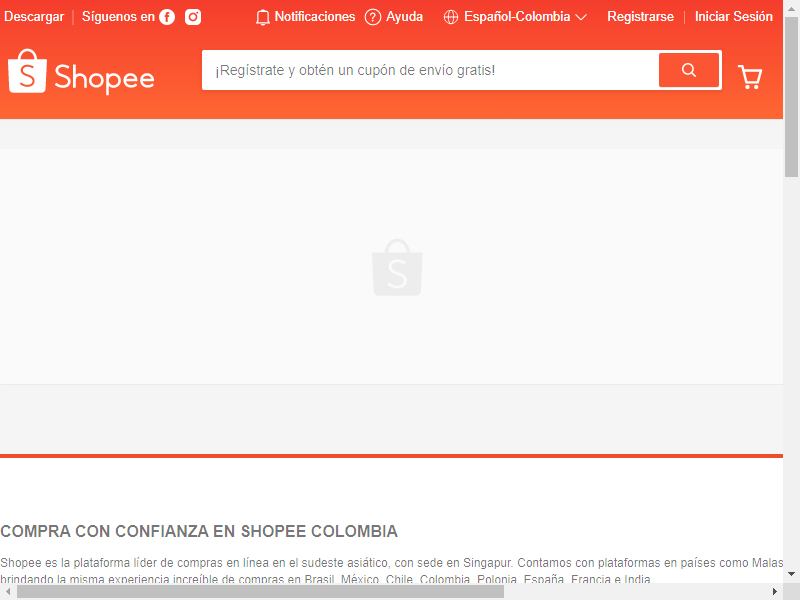 Descargar
Síguenos en
Notificaciones
Ayuda
Español-Colombia
Registrarse
Iniciar Sesión
Shopee
¡Regístrate y obtén un cupón de envío gratis!
COMPRA CON CONFIANZA EN SHOPEE COLOMBIA
Shopee es la plataforma líder de compras en línea en el sudeste asiático, con sede en Singapur. Contamos con plataformas en países como Malas
brindando la misma experiencia increíble de compras en Brasil, México, Chile, Colombia, Polonia, España, Francia e India.